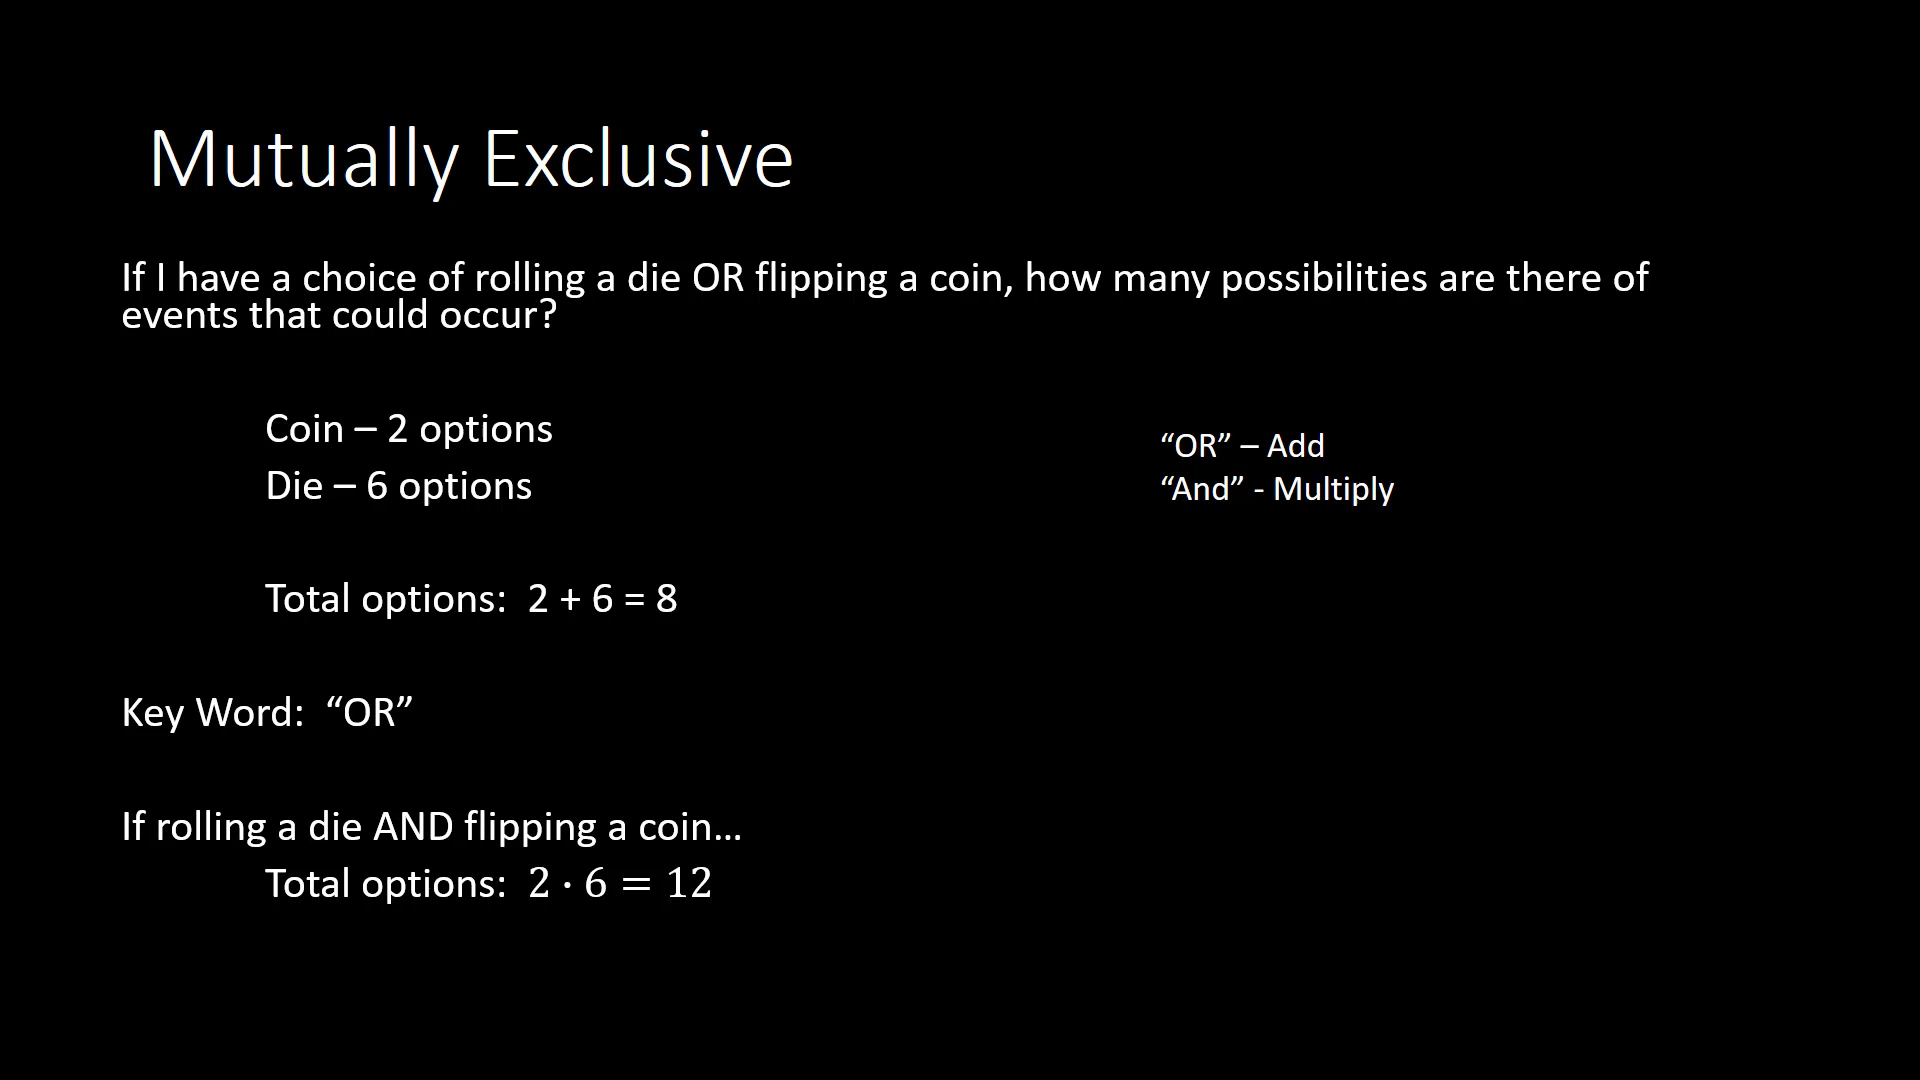 Mutually Exclusive
If I have a choice of rolling a die OR flipping a coin, how many possibilities are there of
events that could occur?
Coin – 2 options
Die – 6 options
“OR” – Add
“And” - Multiply
Total options:  2 + 6 = 8
Key Word:  “OR”
If rolling a die AND flipping a coin…
Total options:  2 · 6 = 12